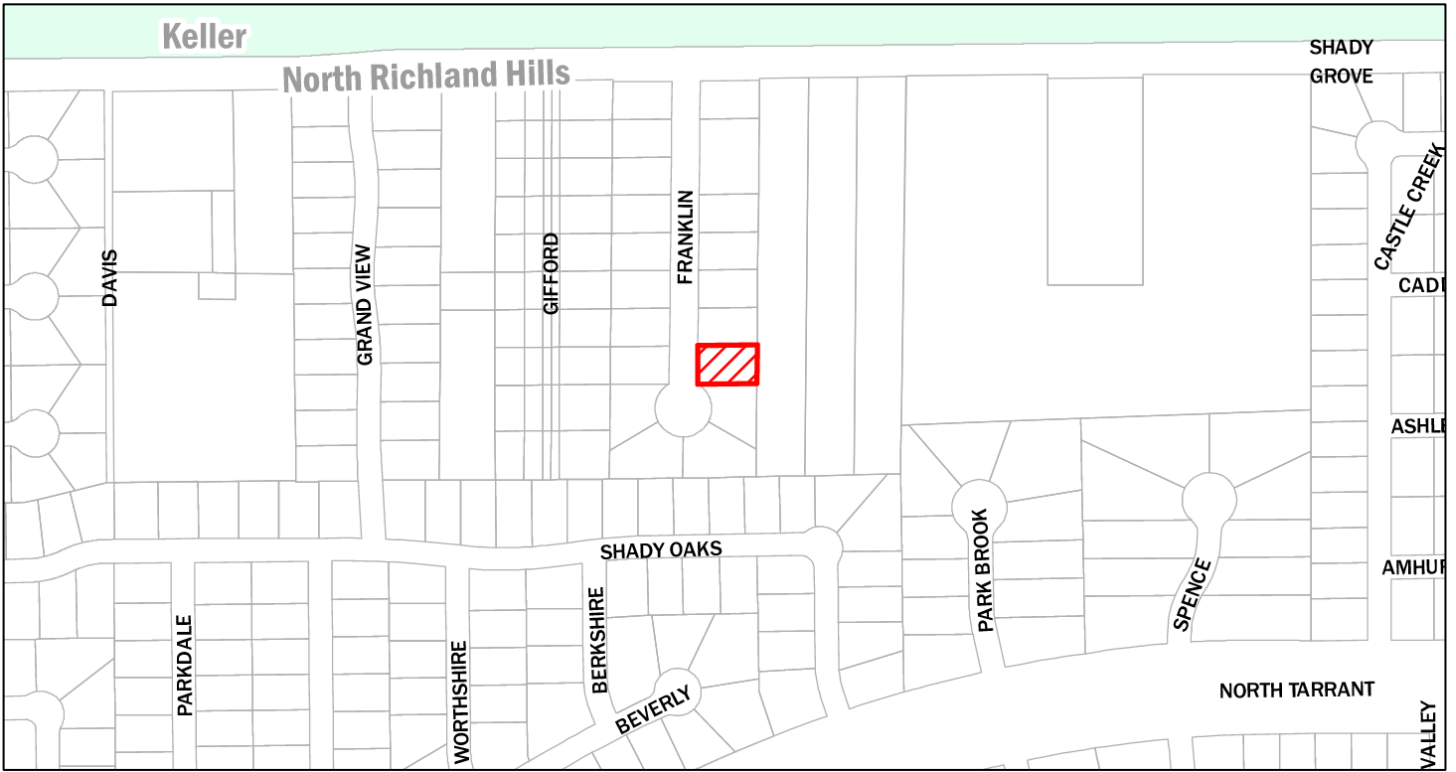 Keller
North Richland Hills
SHADY
GROVE
CASTLE CREEK
DAVIS
GRAND VIEW
GIFFORD
FRANKLIN
CADI
ASHLE
SHADY OAKS
PARK BROOK
SPENCE
AMHUR
PARKDALE
WORTHSHIRE
BERKSHIRE
BEVERLY
NORTH TARRANT
VALLEY